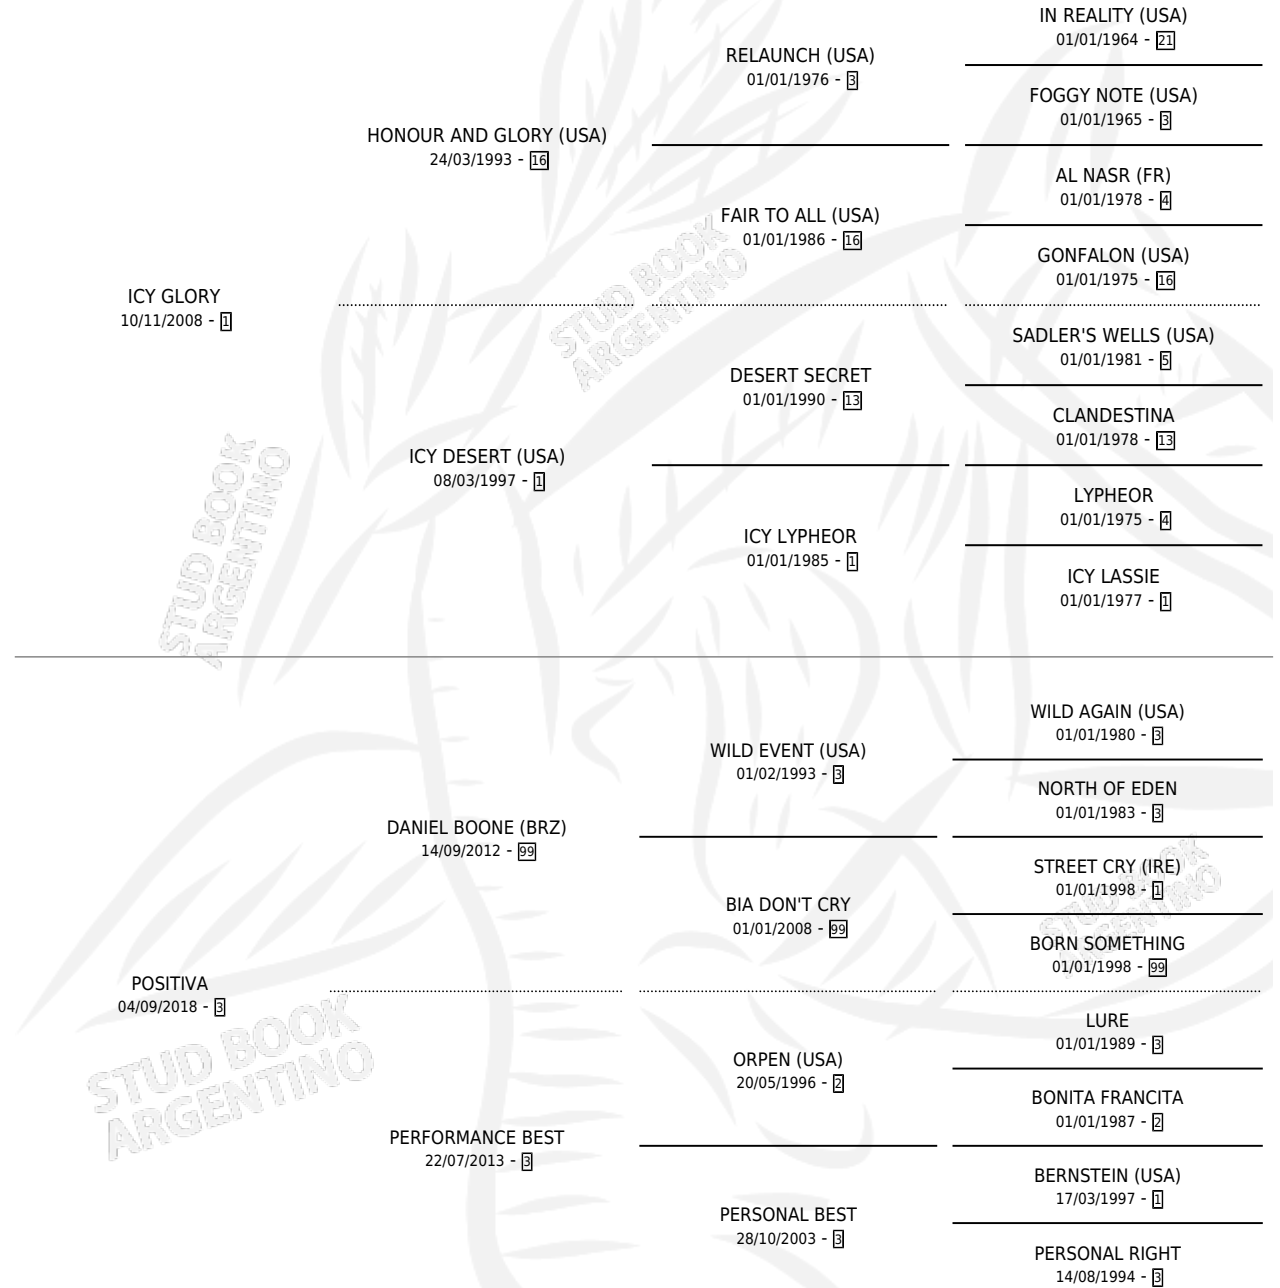 IN REALITY (USA)
01/01/1964 - 21
RELAUNCH (USA)
01/01/1976 - 3
FOGGY NOTE (USA)
01/01/1965 - 3
HONOUR AND GLORY (USA)
24/03/1993 - 16
AL NASR (FR)
01/01/1978 - 4
FAIR TO ALL (USA)
01/01/1986 - 16
GONFALON (USA)
01/01/1975 - 16
ICY GLORY
10/11/2008 - 1
SADLER'S WELLS (USA)
01/01/1981 - 5
DESERT SECRET
01/01/1990 - 13
CLANDESTINA
01/01/1978 - 13
ICY DESERT (USA)
08/03/1997 - 1
LYPHEOR
01/01/1975 - 4
ICY LYPHEOR
01/01/1985 - 1
ICY LASSIE
01/01/1977 - 1
WILD AGAIN (USA)
01/01/1980 - 3
WILD EVENT (USA)
01/02/1993 - 3
NORTH OF EDEN
01/01/1983 - 3
DANIEL BOONE (BRZ)
14/09/2012 - 99
STREET CRY (IRE)
01/01/1998 - 1
BIA DON'T CRY
01/01/2008 - 99
BORN SOMETHING
01/01/1998 - 99
POSITIVA
04/09/2018 - 3
LURE
01/01/1989 - 3
ORPEN (USA)
20/05/1996 - 2
BONITA FRANCITA
01/01/1987 - 2
PERFORMANCE BEST
22/07/2013 - 3
BERNSTEIN (USA)
17/03/1997 - 1
PERSONAL BEST
28/10/2003 - 3
PERSONAL RIGHT
14/08/1994 - 3
STUD BOOK
ARGENTINO
STUD BOOK
ARGENTINO
STUD BOOK
ARGENTINO
STUD BOOK
ARGENTINO